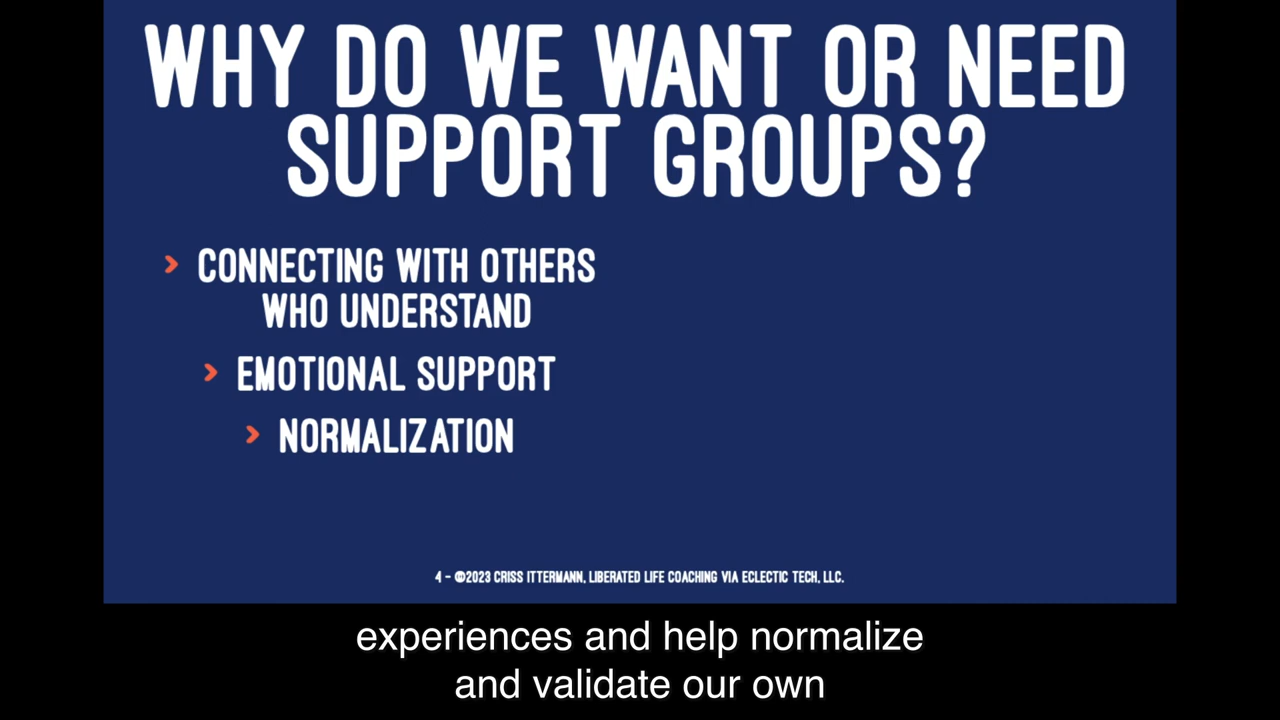 WHY DO WE WANT OR NEED
SUPPORT GROUPS?
> CONNECTING WITH OTHERS
WHO UNDERSTAND
> EMOTIONAL SUPPORT
> NORMALIZATION
4 - ©2023 CRISS ITTERMANN, LIBERATED LIFE COACHING VIA ECLECTIC TECH, LLC.
experiences and help normalize
and validate our own